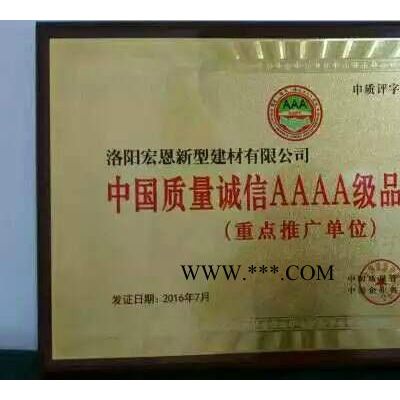 申质评字
AAA
洛阳宏恩新型建材有限公司
中国质量诚信AAAA级品
(重点推广单位)
WWW.***.COM
发证日期:2016年7月